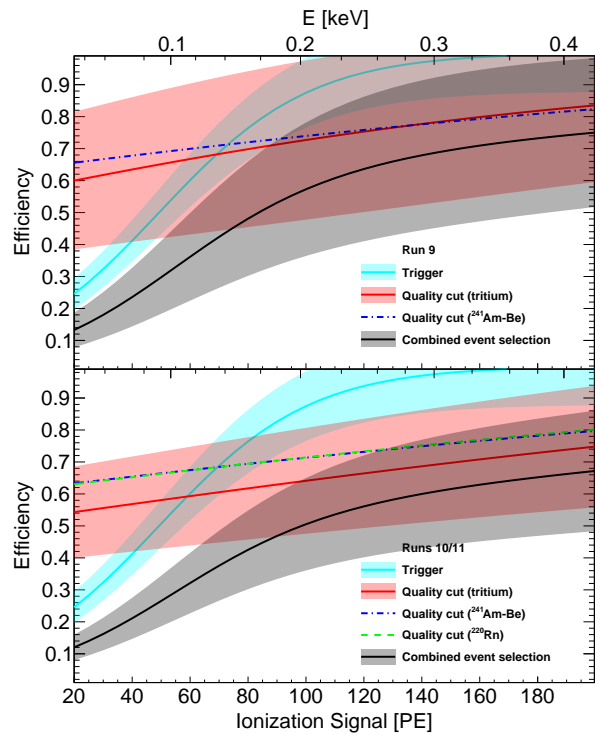 E [keV]
0.1 0.2 0.3 0.4
0.9
0.8
0.7
0.6
0.5
0.4
0.3
0.2
0.1
Efficiency
Run 9
Trigger
Quality cut (tritium)
Quality cut (²⁴¹Am-Be)
Combined event selection
0.9
0.8
0.7
0.6
0.5
0.4
0.3
0.2
0.1
Efficiency
Runs 10/11
Trigger
Quality cut (tritium)
Quality cut (²⁴¹Am-Be)
Quality cut (²²⁰Rn)
Combined event selection
20 40 60 80 100 120 140 160 180
Ionization Signal [PE]